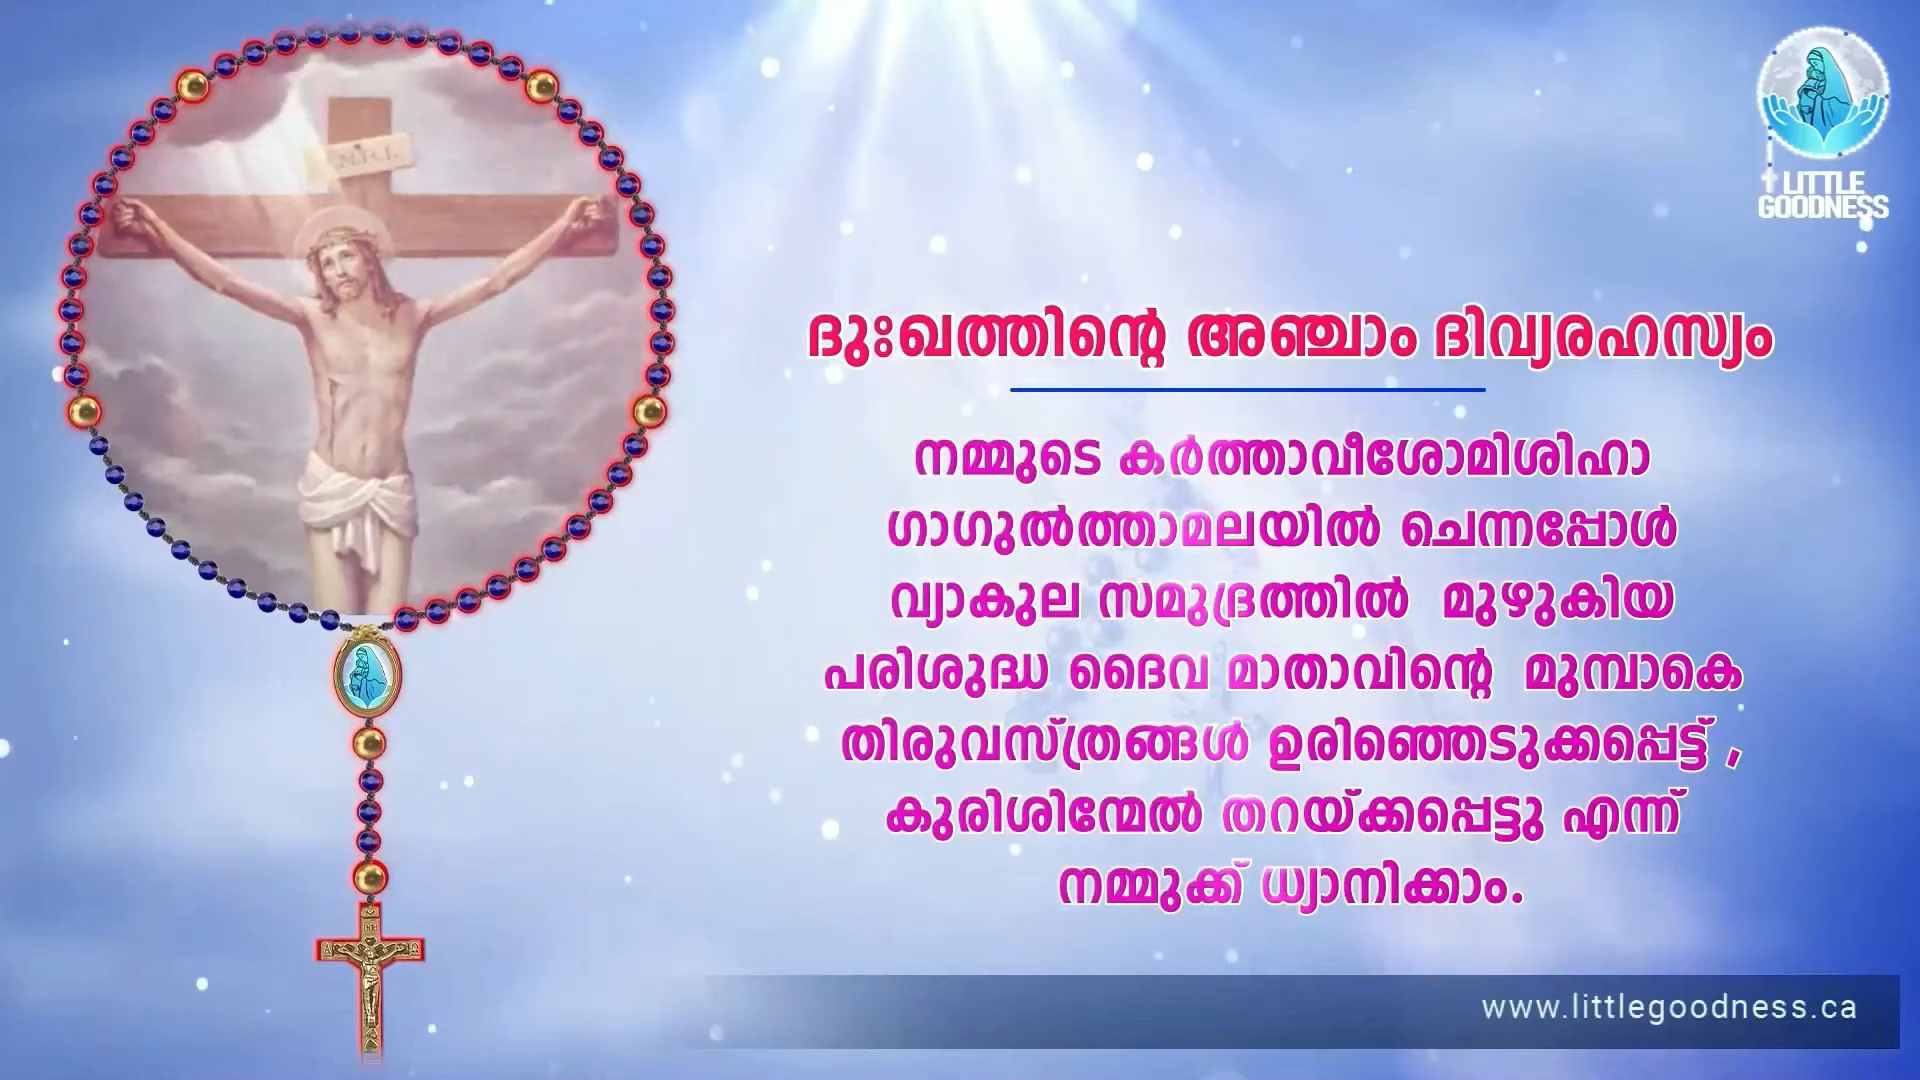 LITTLE
GOODNESS
ദുഃഖത്തിന്റെ അഞ്ചാം ദിവ്യരഹസ്യം
നമ്മുടെ കർത്താവീശോമിശിഹാ
ഗാഗുൽത്താമലയിൽ ചെന്നപ്പോൾ
വ്യാകുല സമുദ്രത്തിൽ മുഴുകിയ
പരിശുദ്ധ ദൈവ മാതാവിന്റെ മുമ്പാകെ
തിരുവസ്ത്രങ്ങൾ ഉരിഞ്ഞെടുക്കപ്പെട്ട് ,
കുരിശിന്മേൽ തറയ്ക്കപ്പെട്ടു എന്ന്
നമ്മുക്ക് ധ്യാനിക്കാം.
www.littlegoodness.ca